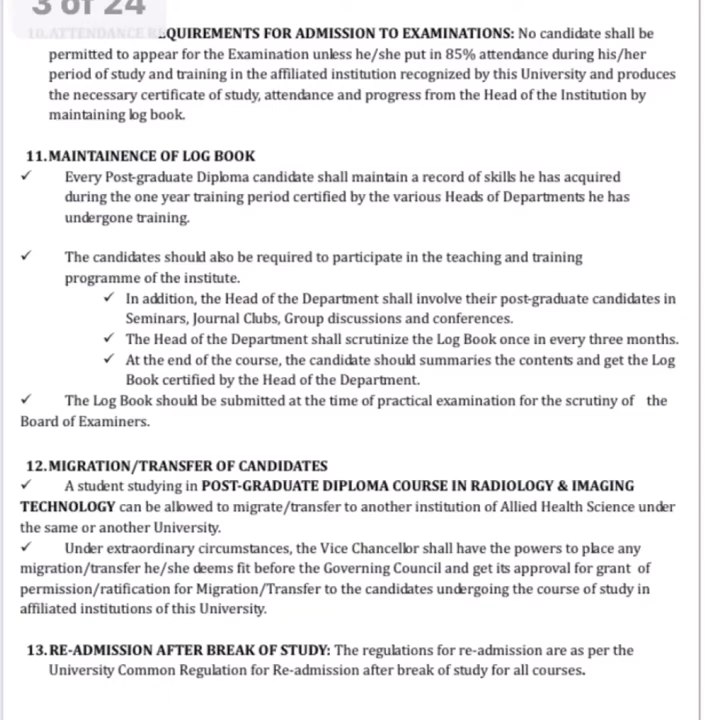 3 of 24
10.ATTENDANCE REQUIREMENTS FOR ADMISSION TO EXAMINATIONS: No candidate shall be
permitted to appear for the Examination unless he/she put in 85% attendance during his/her
period of study and training in the affiliated institution recognized by this University and produces
the necessary certificate of study, attendance and progress from the Head of the Institution by
maintaining log book.
11.MAINTAINENCE OF LOG BOOK
✓ Every Post-graduate Diploma candidate shall maintain a record of skills he has acquired
during the one year training period certified by the various Heads of Departments he has
undergone training.
✓ The candidates should also be required to participate in the teaching and training
programme of the institute.
✓ In addition, the Head of the Department shall involve their post-graduate candidates in
Seminars, Journal Clubs, Group discussions and conferences.
✓ The Head of the Department shall scrutinize the Log Book once in every three months.
✓ At the end of the course, the candidate should summaries the contents and get the Log
Book certified by the Head of the Department.
✓ The Log Book should be submitted at the time of practical examination for the scrutiny of the
Board of Examiners.
12.MIGRATION/TRANSFER OF CANDIDATES
✓ A student studying in POST-GRADUATE DIPLOMA COURSE IN RADIOLOGY & IMAGING
TECHNOLOGY can be allowed to migrate/transfer to another institution of Allied Health Science under
the same or another University.
✓ Under extraordinary circumstances, the Vice Chancellor shall have the powers to place any
migration/transfer he/she deems fit before the Governing Council and get its approval for grant of
permission/ratification for Migration/Transfer to the candidates undergoing the course of study in
affiliated institutions of this University.
13.RE-ADMISSION AFTER BREAK OF STUDY: The regulations for re-admission are as per the
University Common Regulation for Re-admission after break of study for all courses.